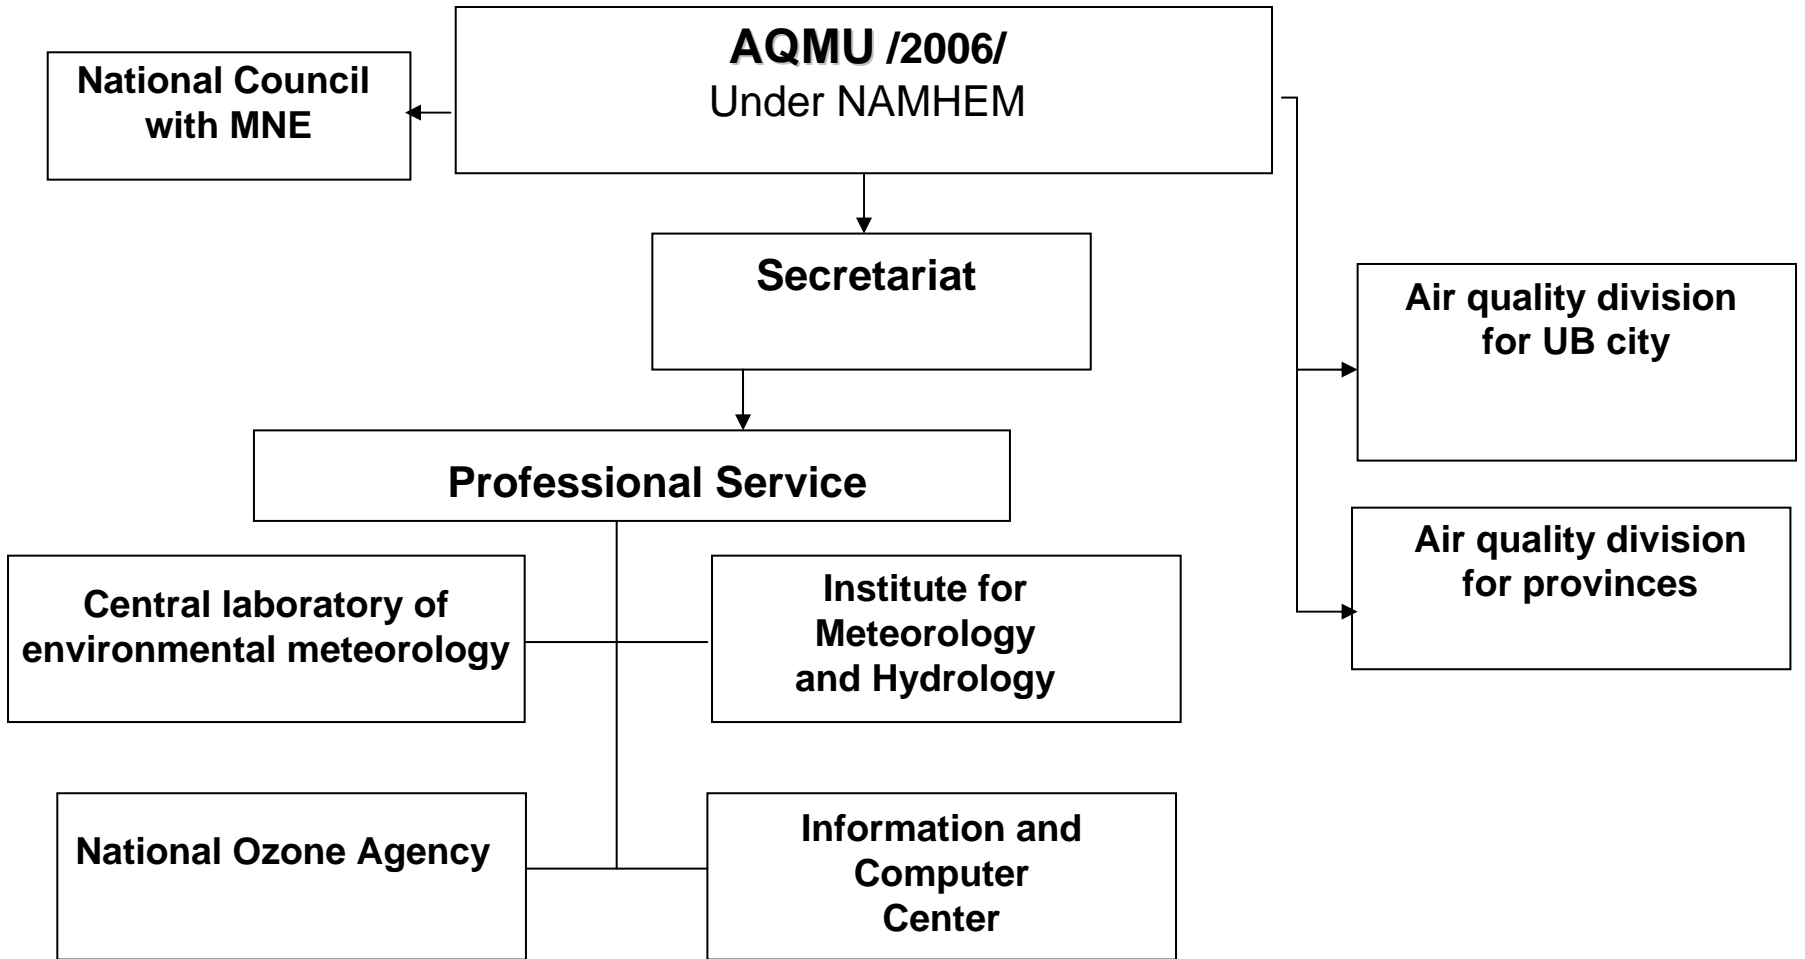 AQMU /2006/
Under NAMHEM
National Council
with MNE
Secretariat
Air quality division
for UB city
Professional Service
Air quality division
for provinces
Central laboratory of
environmental meteorology
Institute for
Meteorology
and Hydrology
National Ozone Agency
Information and
Computer
Center